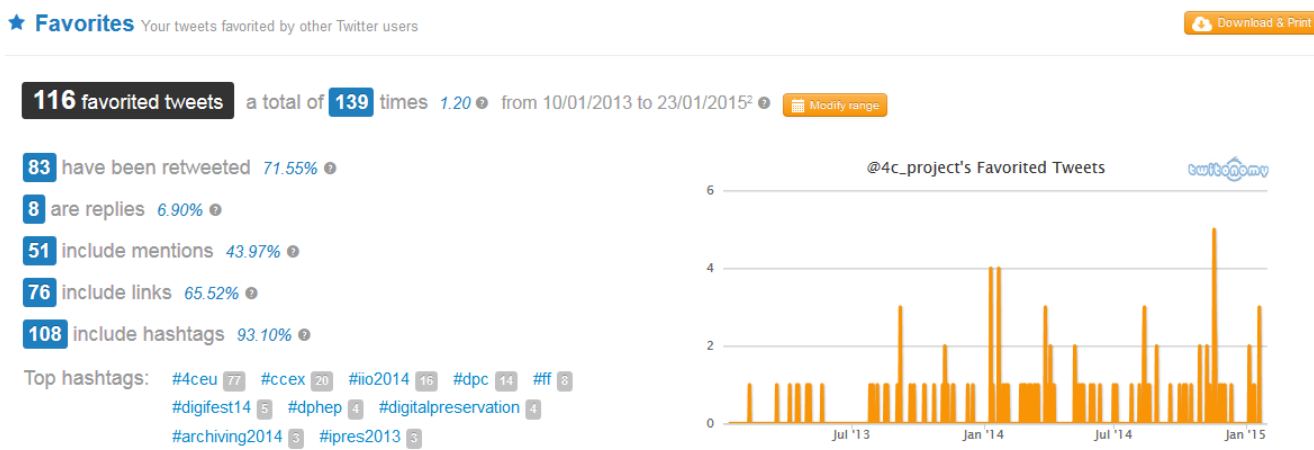 Favorites Your tweets favorited by other Twitter users
Download & Print
116 favorited tweets a total of 139 times 1.20 ? from 10/01/2013 to 23/01/2015² ? Modify range
83 have been retweeted 71.55% ?
8 are replies 6.90% ?
51 include mentions 43.97% ?
76 include links 65.52% ?
108 include hashtags 93.10% ?
Top hashtags: #4ceu 77 #ccex 20 #iio2014 16 #dpc 14 #ff 8
#digifest14 5 #dphep 4 #digitalpreservation 4
#archiving2014 3 #ipres2013 3
@4c_project's Favorited Tweets
twitonomy
6
4
2
0
Jul '13 Jan '14 Jul '14 Jan '15